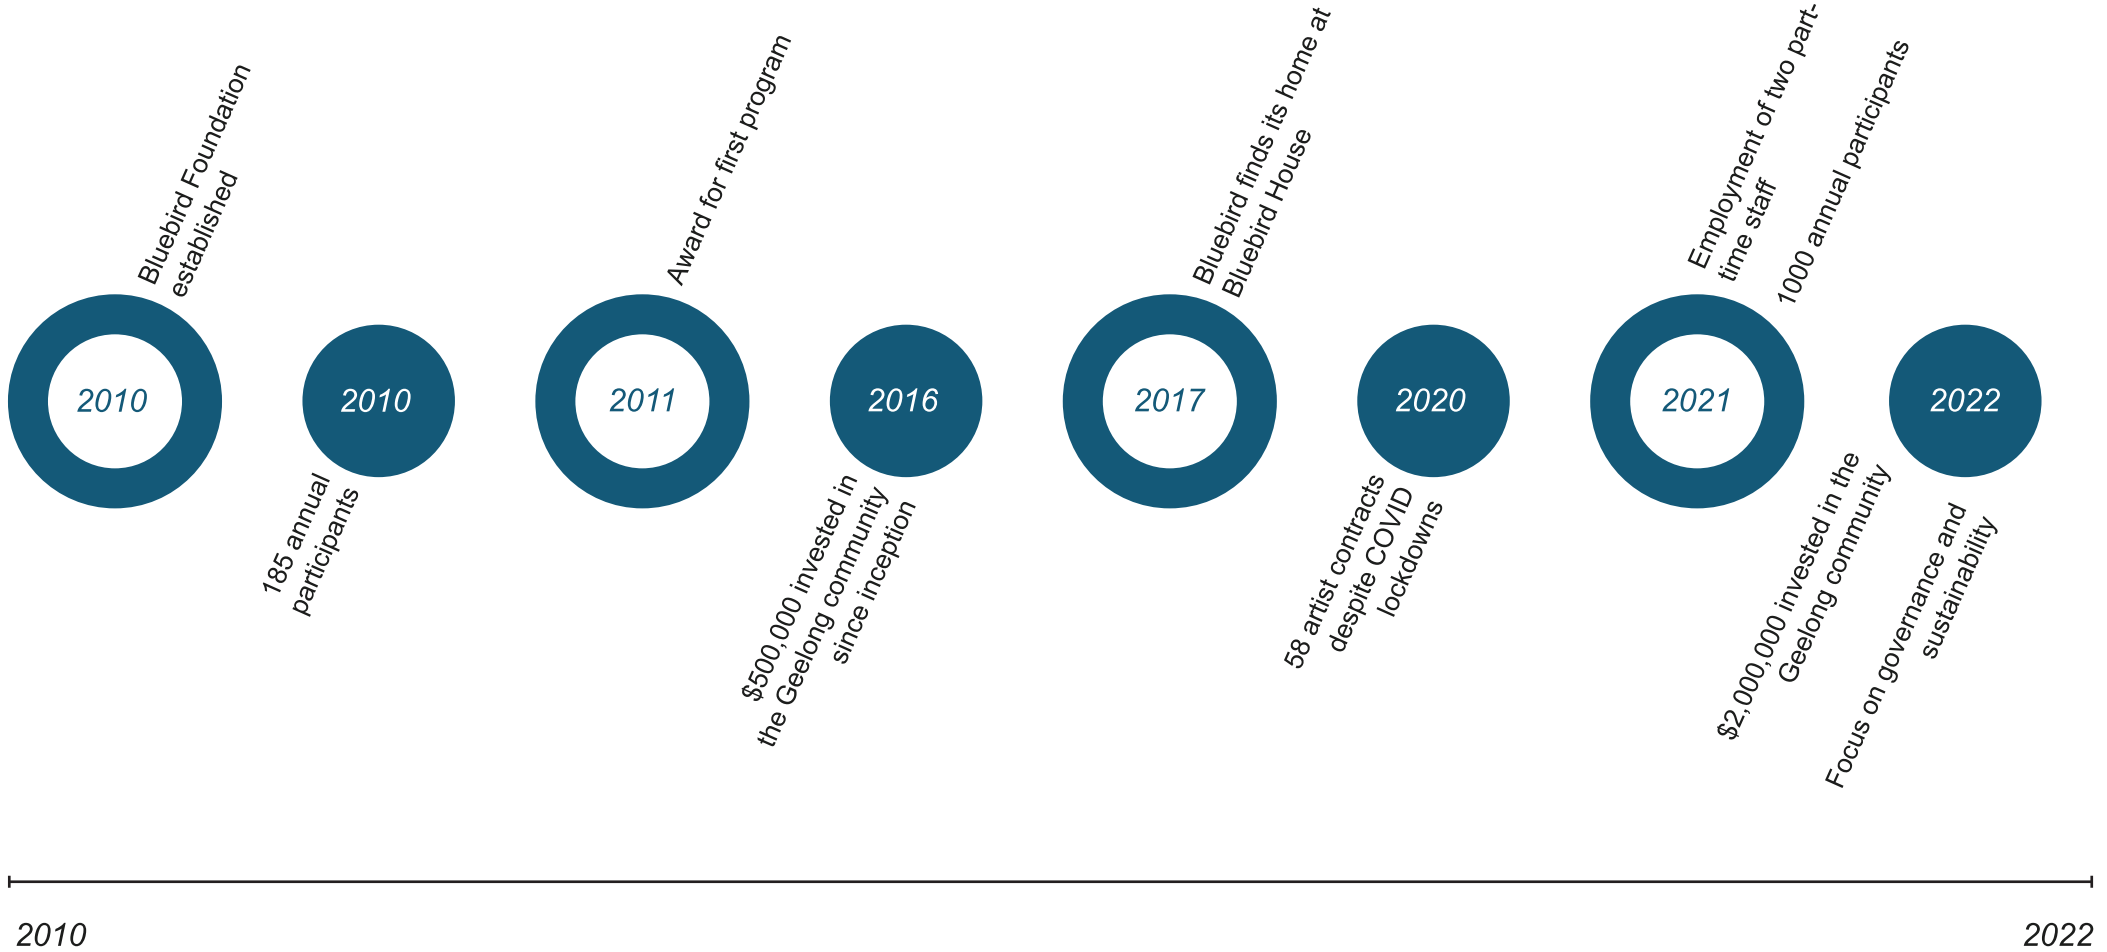 Bluebird Foundation
established
2010
2010
185 annual
participants
Award for first program
2011
2016
$500,000 invested in
the Geelong community
since inception
Bluebird finds its home at
Bluebird House
2017
2020
58 artist contracts
despite COVID
lockdowns
Employment of two part-
time staff
1000 annual participants
2021
2022
$2,000,000 invested in the
Geelong community
Focus on governance and
sustainability
2010
2022